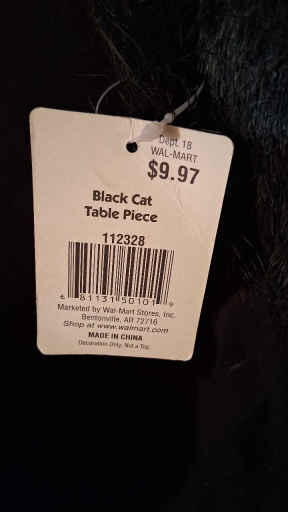 Dept. 18
WAL-MART
$9.97
Black Cat
Table Piece
112328
6 81131 50101 9
Marketed by Wal-Mart Stores, Inc.
Bentonville, AR 72716
Shop at www.walmart.com
MADE IN CHINA
Decoration Only, Not a Toy.